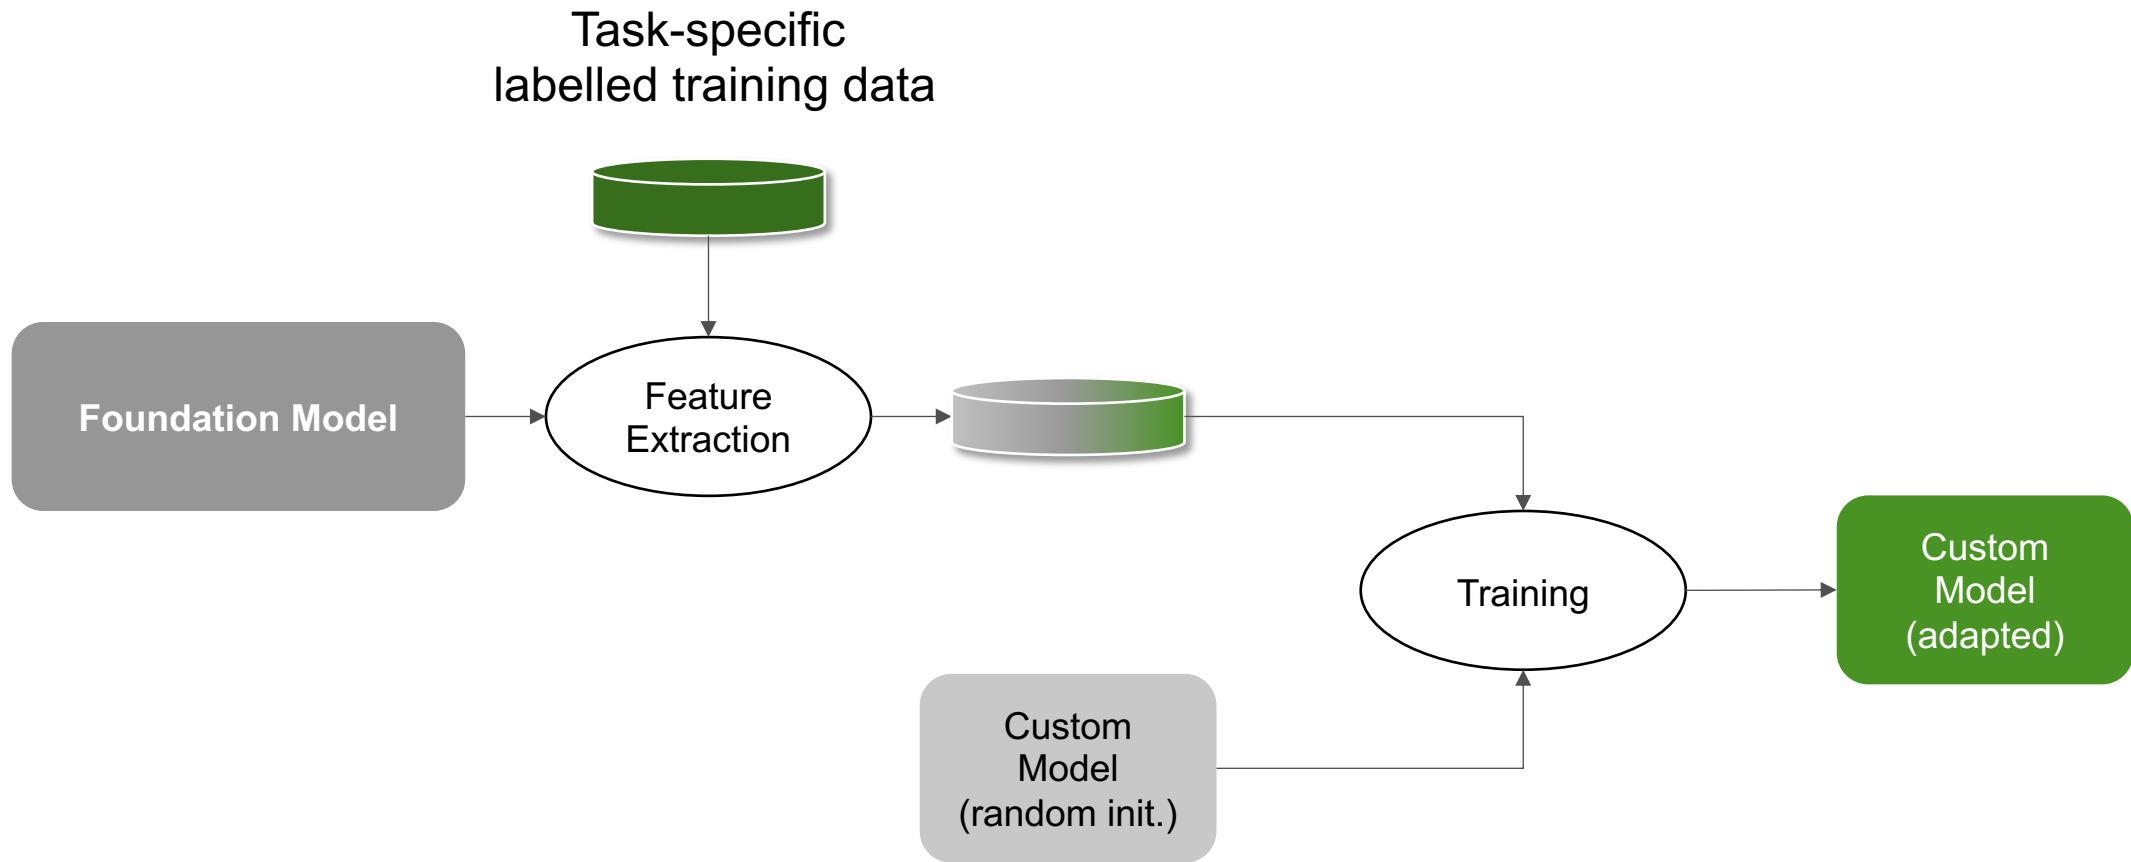 Task-specific
labelled training data
Foundation Model
Feature
Extraction
Training
Custom
Model
(adapted)
Custom
Model
(random init.)